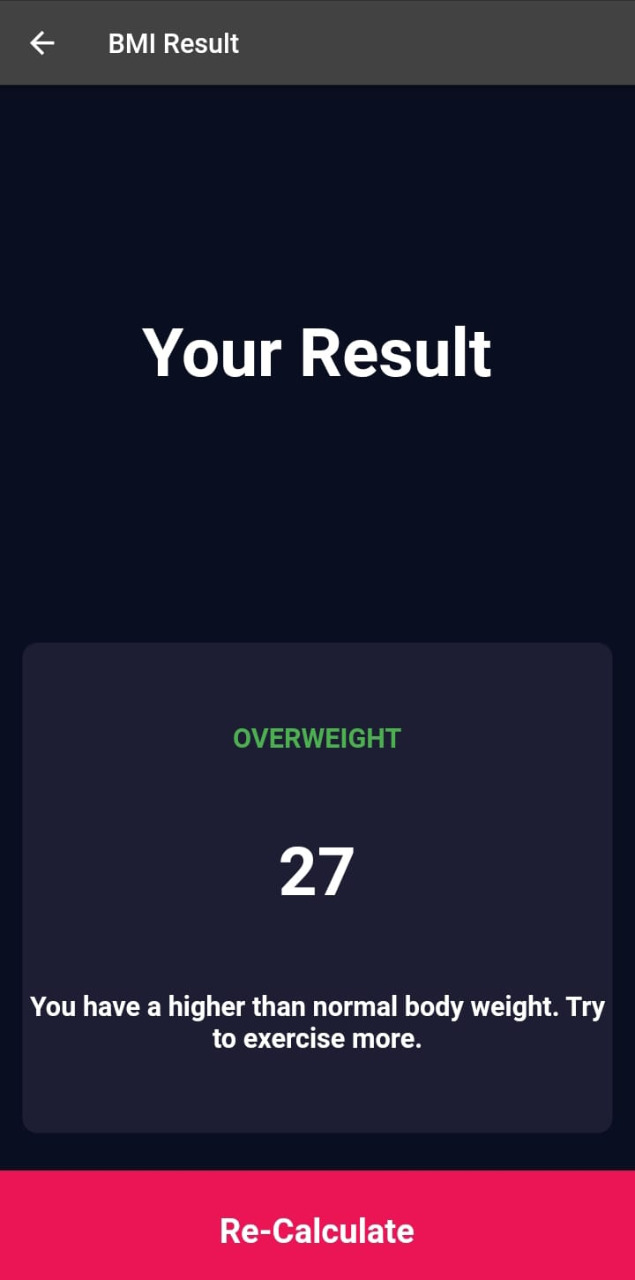 BMI Result
Your Result
OVERWEIGHT
27
You have a higher than normal body weight. Try
to exercise more.
Re-Calculate